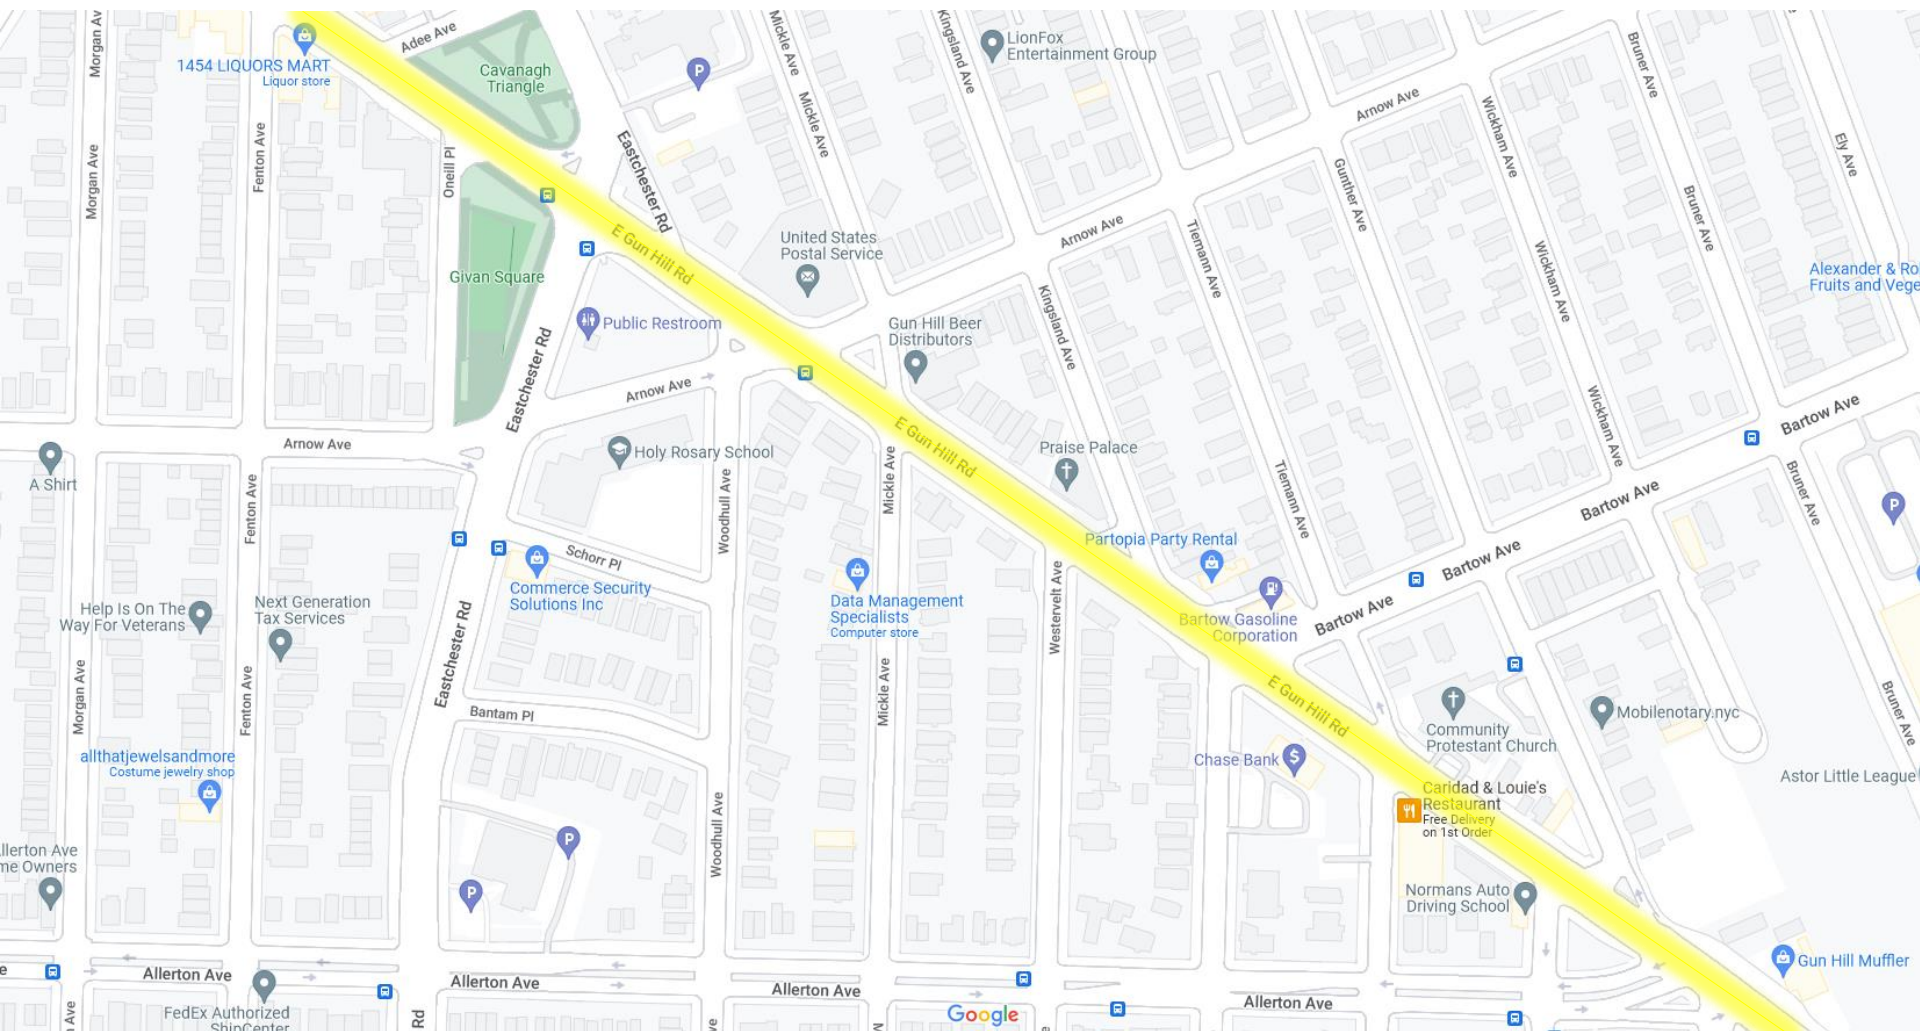 Morgan Av
1454 LIQUORS MART
Liquor store
Adee Ave
Cavanagh
Triangle
P
Mickle Ave
Kingsland Ave
LionFox
Entertainment Group
Bruner Ave
Arnow Ave
Wickham Ave
Ely Ave
Morgan Ave
Fenton Ave
Oneill Pl
Eastchester Rd
Mickle Ave
Gunther Ave
Bruner Ave
E Gun Hill Rd
United States
Postal Service
Arnow Ave
Tiemann Ave
Wickham Ave
Givan Square
Alexander & Ro
Fruits and Vege
Public Restroom
Gun Hill Beer
Distributors
Kingsland Ave
Eastchester Rd
Arnow Ave
Wickham Ave
Bartow Ave
Arnow Ave
Holy Rosary School
E Gun Hill Rd
Praise Palace
A Shirt
Fenton Ave
Woodhull Ave
Mickle Ave
Tiemann Ave
Bartow Ave
Bruner Ave
P
Schorr Pl
Partopia Party Rental
Bartow Ave
Commerce Security
Solutions Inc
Data Management
Specialists
Computer store
Westervelt Ave
Bartow Gasoline
Corporation
Bartow Ave
Help Is On The
Way For Veterans
Next Generation
Tax Services
Eastchester Rd
Morgan Ave
Fenton Ave
Mickle Ave
E Gun Hill Rd
Bantam Pl
Community
Protestant Church
Mobilenotary.nyc
Bruner Ave
allthatjewelsandmore
Costume jewelry shop
Chase Bank
$
Astor Little League
Caridad & Louie's
Restaurant
Free Delivery
on 1st Order
Woodhull Ave
P
P
llerton Ave
me Owners
Normans Auto
Driving School
Gun Hill Muffler
e
Allerton Ave
Allerton Ave
Allerton Ave
Allerton Ave
FedEx Authorized
ShipCenter
Ave
Rd
ve
Google